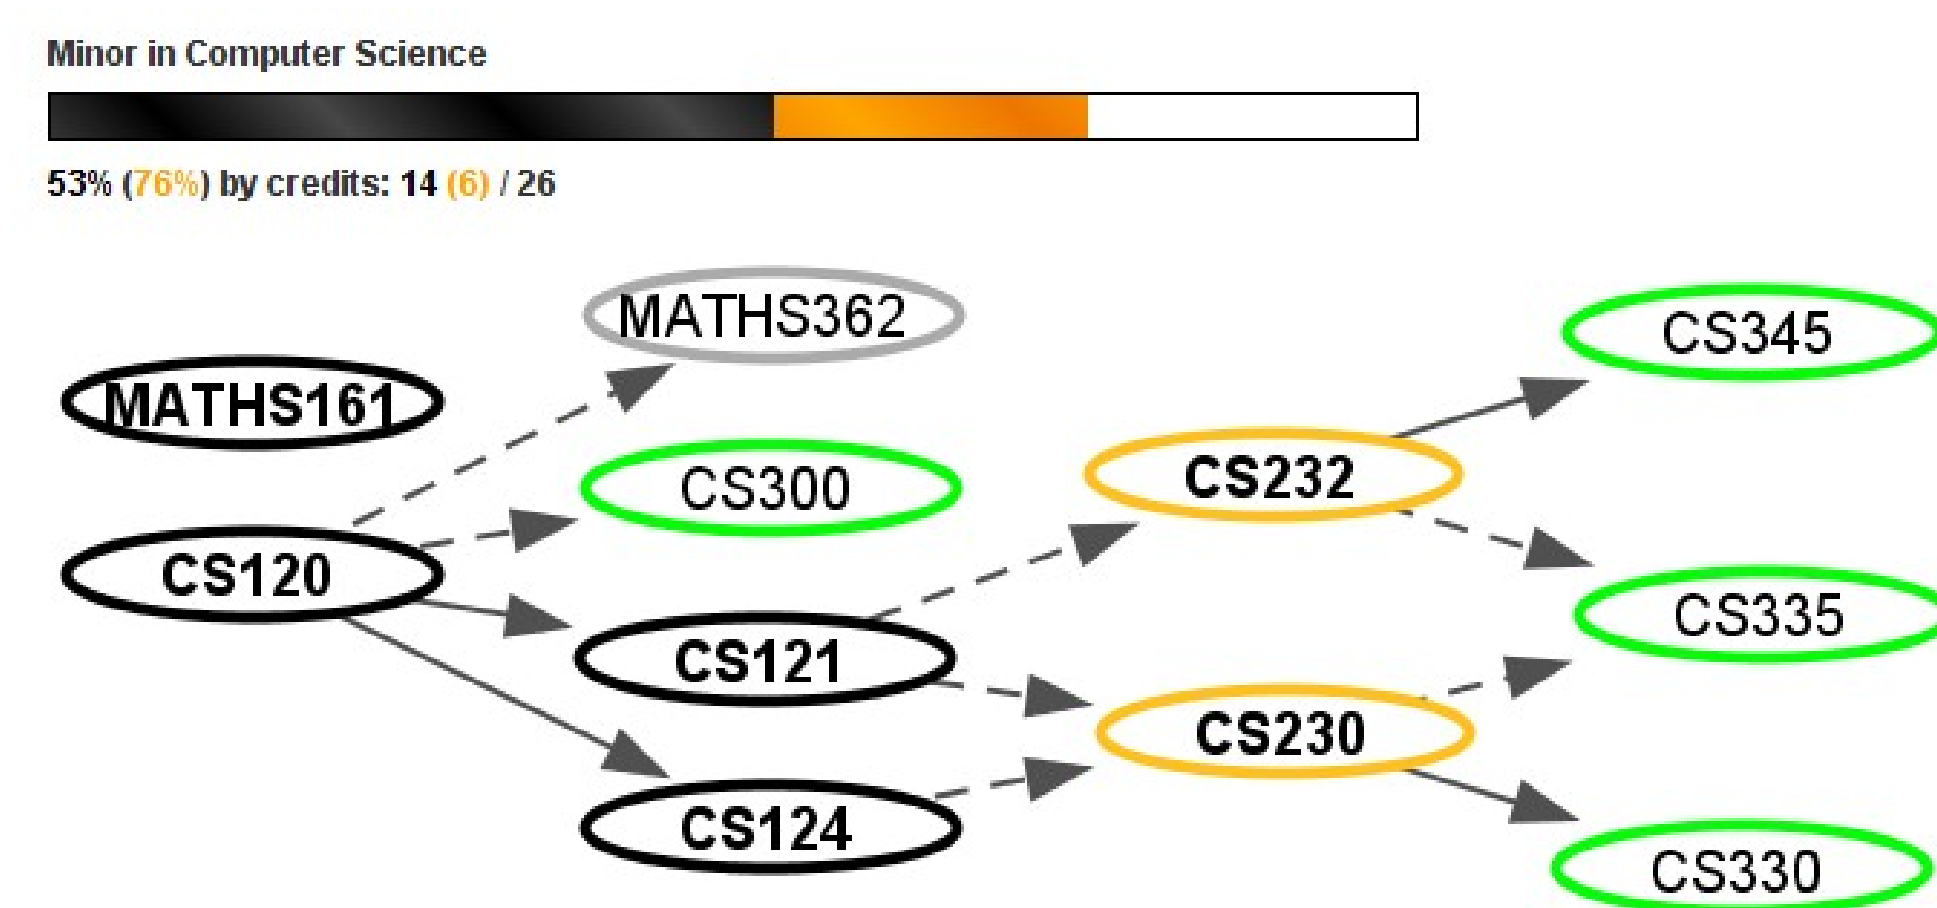 Minor in Computer Science
53% (76%) by credits: 14 (6) / 26
MATHS362
CS345
MATHS161
CS300
CS232
CS120
CS335
CS121
CS230
CS124
CS330